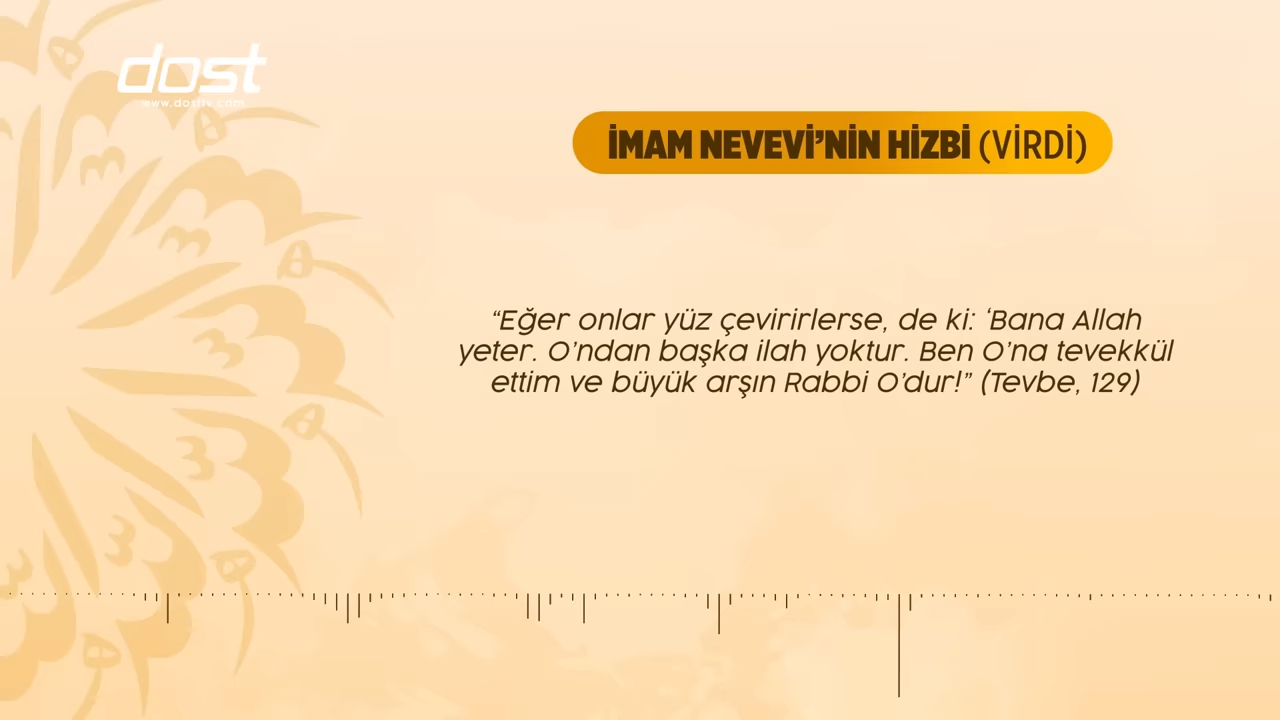 dost
www.dosttv.com
İMAM NEVEVİ’NİN HİZBİ (VİRDİ)
“Eğer onlar yüz çevirirlerse, de ki: ‘Bana Allah
yeter. O’ndan başka ilah yoktur. Ben O’na tevekkül
ettim ve büyük arşın Rabbi O’dur!” (Tevbe, 129)